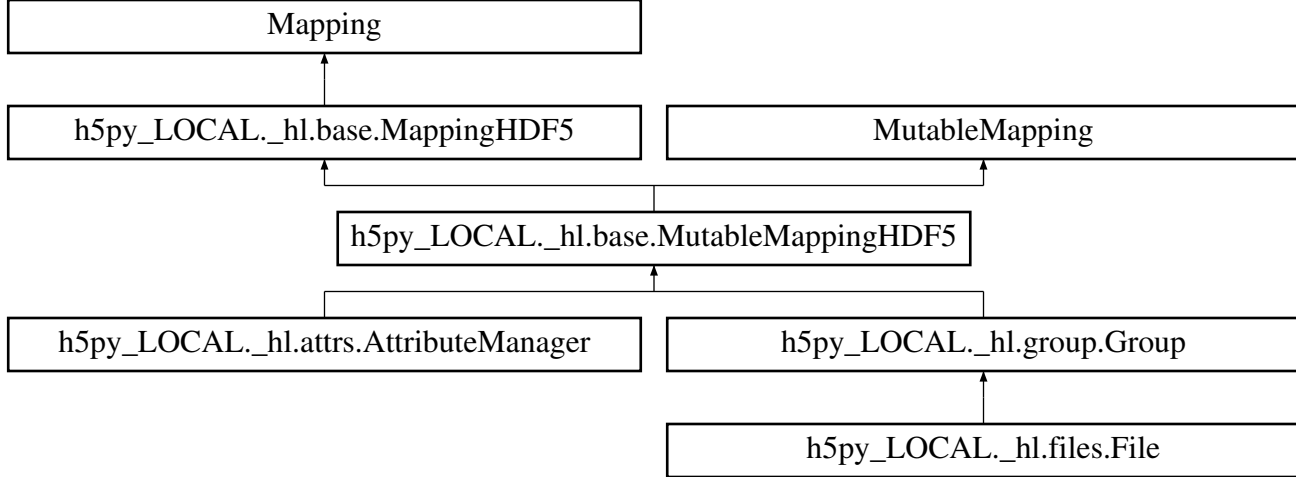 Mapping
h5py_LOCAL._hl.base.MappingHDF5
MutableMapping
h5py_LOCAL._hl.base.MutableMappingHDF5
h5py_LOCAL._hl.attrs.AttributeManager
h5py_LOCAL._hl.group.Group
h5py_LOCAL._hl.files.File